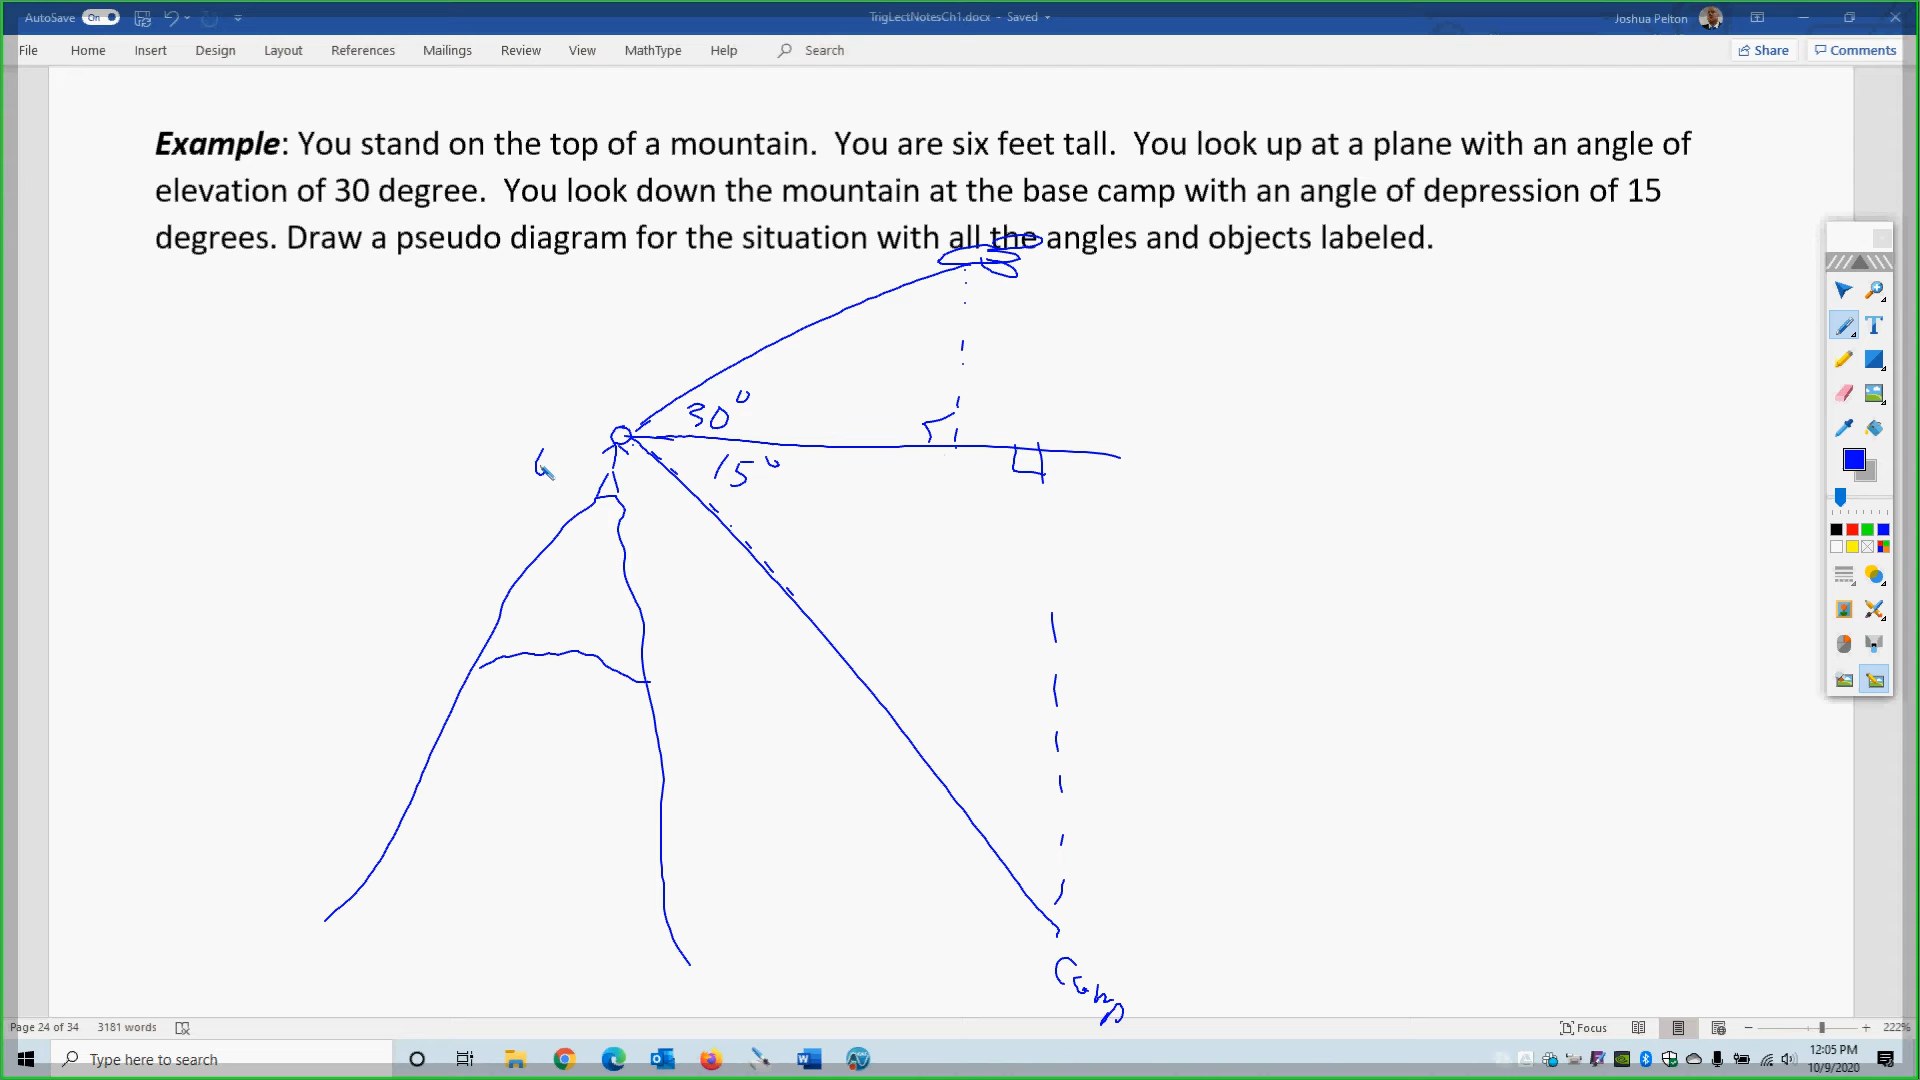 AutoSave On TrigLectNotesCh1.docx - Saved Joshua Pelton
File Home Insert Design Layout References Mailings Review View MathType Help Search Share Comments
Example: You stand on the top of a mountain. You are six feet tall. You look up at a plane with an angle of
elevation of 30 degree. You look down the mountain at the base camp with an angle of depression of 15
degrees. Draw a pseudo diagram for the situation with all the angles and objects labeled.
30°
15°
Camp
Page 24 of 34 3181 words Focus 222%
Type here to search 12:05 PM
10/9/2020